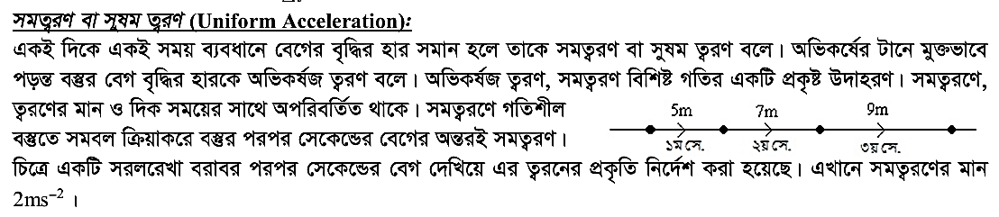 সমত্বরণ বা সুষম ত্বরণ (Uniform Acceleration):
একই দিকে একই সময় ব্যবধানে বেগের বৃদ্ধির হার সমান হলে তাকে সমত্বরণ বা সুষম ত্বরণ বলে। অভিকর্ষের টানে মুক্তভাবে
পড়ন্ত বস্তুর বেগ বৃদ্ধির হারকে অভিকর্ষজ ত্বরণ বলে। অভিকর্ষজ ত্বরণ, সমত্বরণ বিশিষ্ট গতির একটি প্রকৃষ্ট উদাহরণ। সমত্বরণে,
ত্বরণের মান ও দিক সময়ের সাথে অপরিবর্তিত থাকে। সমত্বরণে গতিশীল
বস্তুতে সমবল ক্রিয়াকরে বস্তুর পরপর সেকেন্ডের বেগের অন্তরই সমত্বরণ।
5m 7m 9m
১ম সে. ২য় সে. ৩য় সে.
চিত্রে একটি সরলরেখা বরাবর পরপর সেকেন্ডের বেগ দেখিয়ে এর ত্বরনের প্রকৃতি নির্দেশ করা হয়েছে। এখানে সমত্বরণের মান
2ms⁻² ।